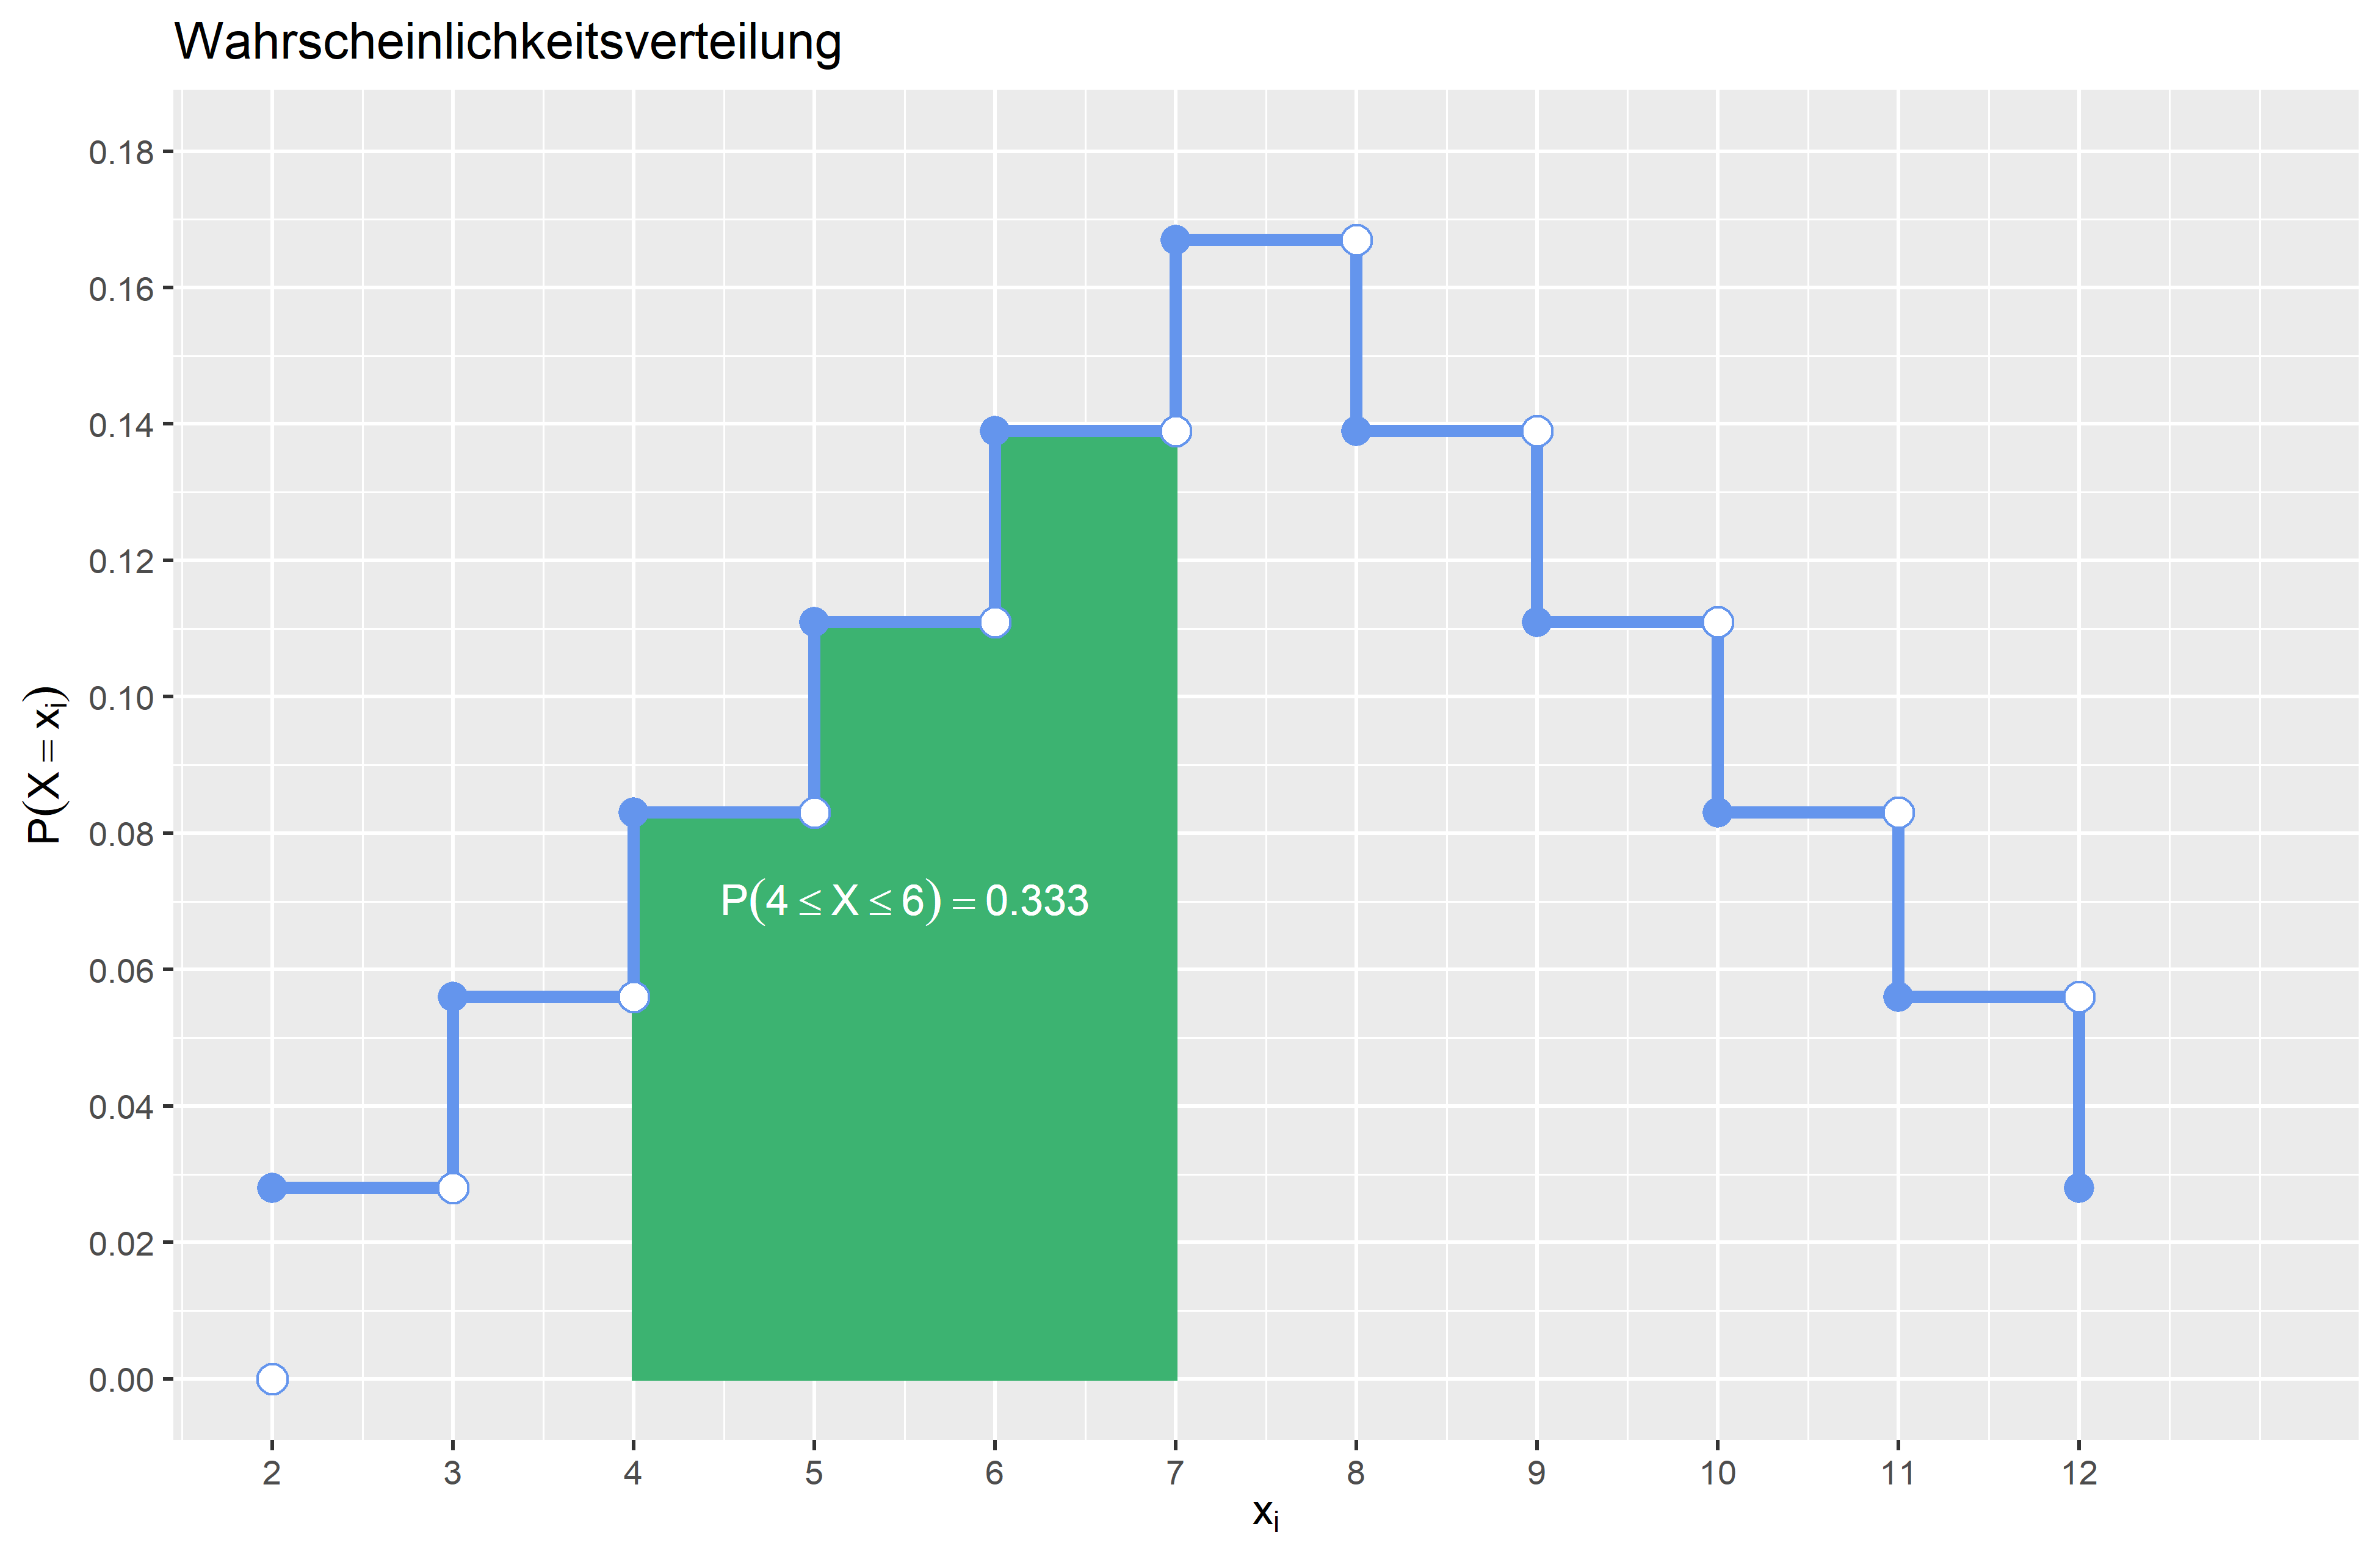 Wahrscheinlichkeitsverteilung
0.18
0.16
0.14
0.12
0.10
0.08
0.06
0.04
0.02
0.00
P(X = xᵢ)
P(4 ≤ X ≤ 6) = 0.333
2 3 4 5 6 7 8 9 10 11 12
xᵢ